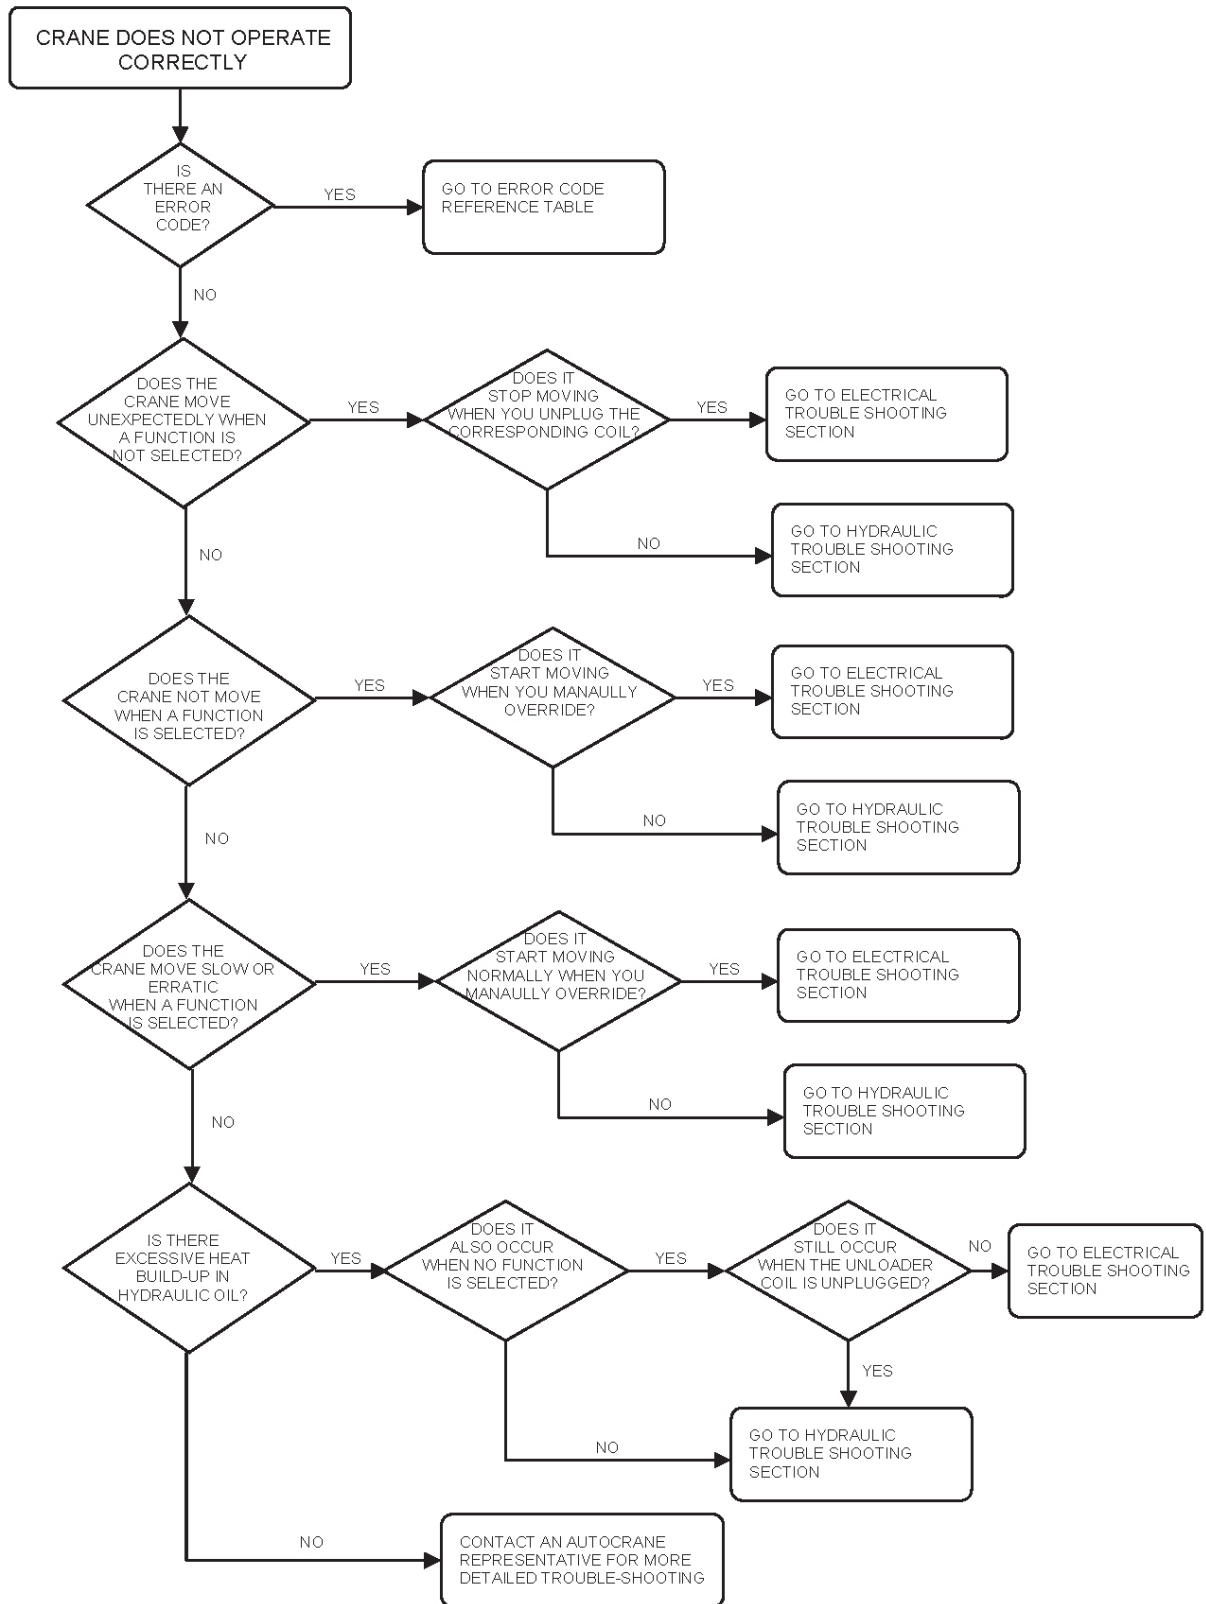 CRANE DOES NOT OPERATE
CORRECTLY
IS
THERE AN
ERROR
CODE?
YES
GO TO ERROR CODE
REFERENCE TABLE
NO
DOES THE
CRANE MOVE
UNEXPECTEDLY WHEN
A FUNCTION IS
NOT SELECTED?
YES
DOES IT
STOP MOVING
WHEN YOU UNPLUG THE
CORRESPONDING COIL?
YES
GO TO ELECTRICAL
TROUBLE SHOOTING
SECTION
NO
GO TO HYDRAULIC
TROUBLE SHOOTING
SECTION
NO
DOES THE
CRANE NOT MOVE
WHEN A FUNCTION
IS SELECTED?
YES
DOES IT
START MOVING
WHEN YOU MANAULLY
OVERRIDE?
YES
GO TO ELECTRICAL
TROUBLE SHOOTING
SECTION
NO
GO TO HYDRAULIC
TROUBLE SHOOTING
SECTION
NO
DOES THE
CRANE MOVE SLOW OR
ERRATIC
WHEN A FUNCTION
IS SELECTED?
YES
DOES IT
START MOVING
NORMALLY WHEN YOU
MANAULLY OVERRIDE?
YES
GO TO ELECTRICAL
TROUBLE SHOOTING
SECTION
NO
GO TO HYDRAULIC
TROUBLE SHOOTING
SECTION
NO
IS THERE
EXCESSIVE HEAT
BUILD-UP IN
HYDRAULIC OIL?
YES
DOES IT
ALSO OCCUR
WHEN NO FUNCTION
IS SELECTED?
YES
DOES IT
STILL OCCUR
WHEN THE UNLOADER
COIL IS UNPLUGGED?
NO
GO TO ELECTRICAL
TROUBLE SHOOTING
SECTION
YES
NO
GO TO HYDRAULIC
TROUBLE SHOOTING
SECTION
NO
CONTACT AN AUTOCRANE
REPRESENTATIVE FOR MORE
DETAILED TROUBLE-SHOOTING